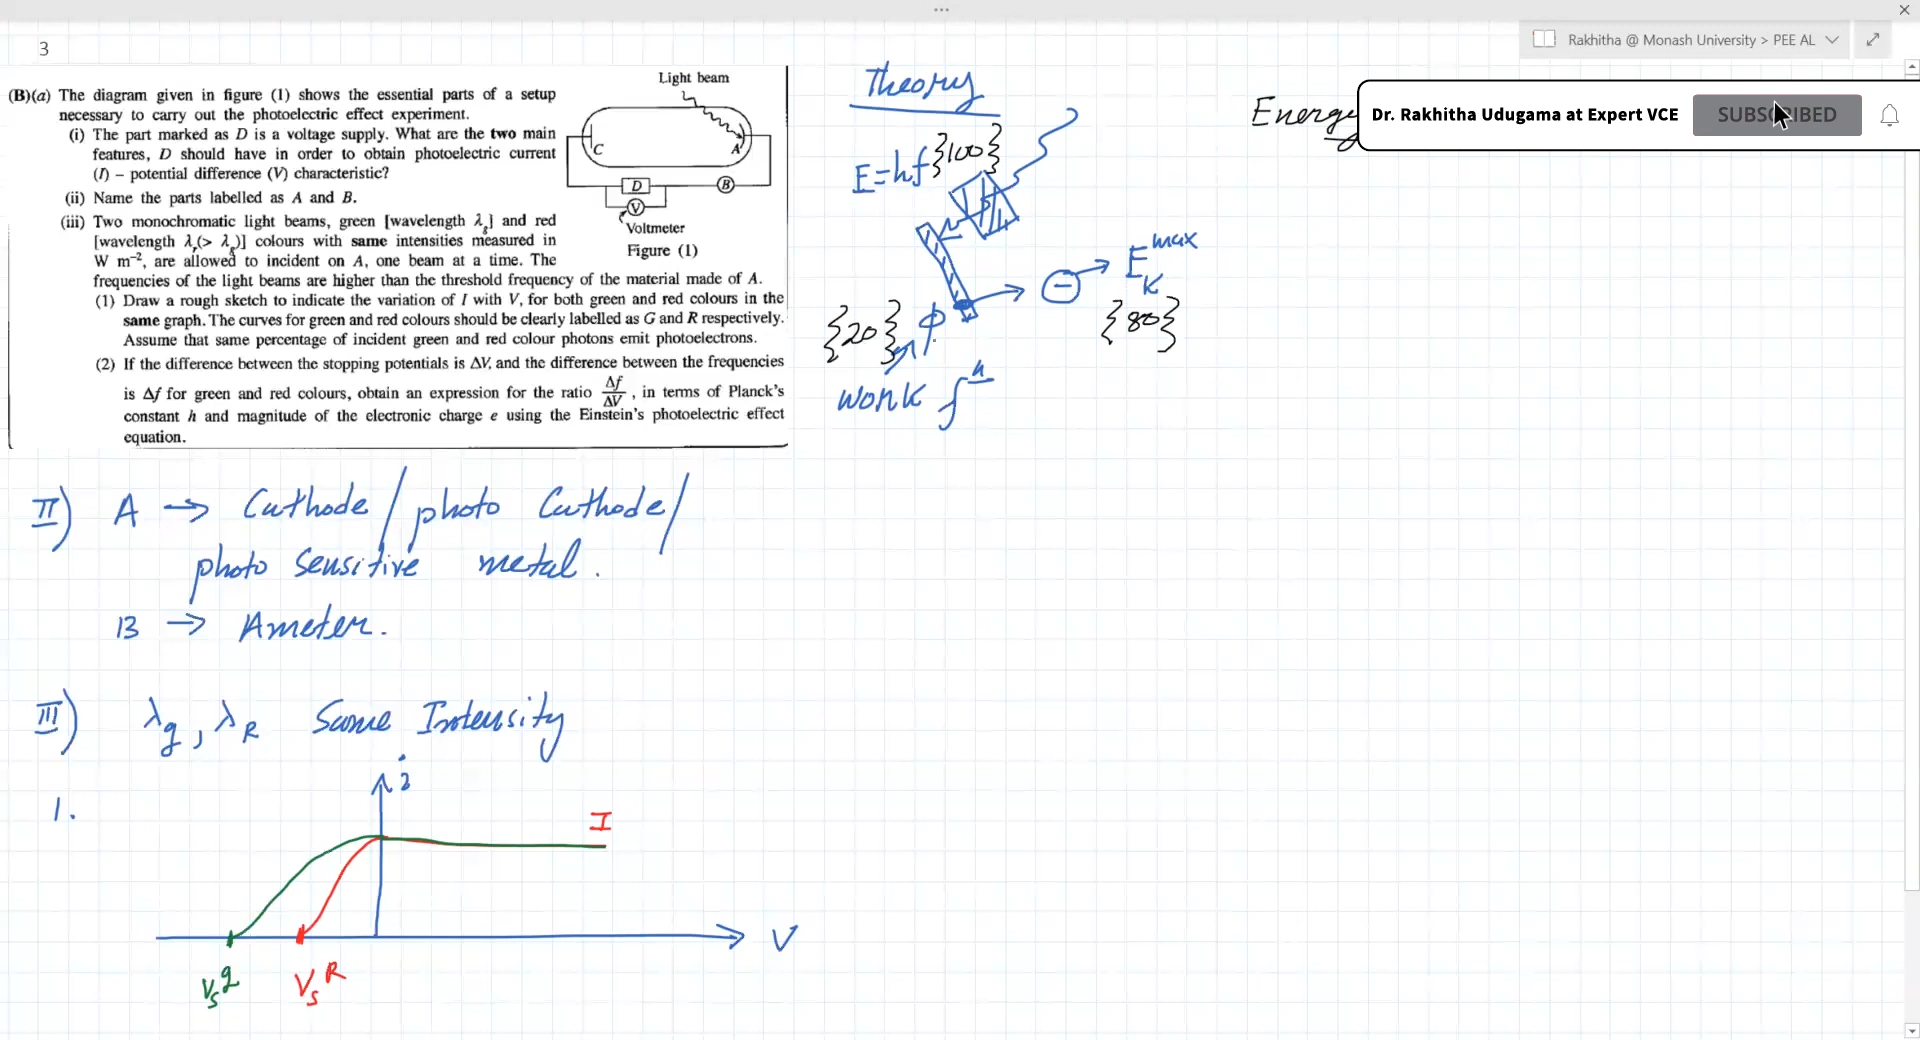 3
Rakhitha @ Monash University > PEE AL
Dr. Rakhitha Udugama at Expert VCE
SUBSCRIBED
(B)(a) The diagram given in figure (1) shows the essential parts of a setup
necessary to carry out the photoelectric effect experiment.
(i) The part marked as D is a voltage supply. What are the two main
features, D should have in order to obtain photoelectric current
(I) – potential difference (V) characteristic?
(ii) Name the parts labelled as A and B.
(iii) Two monochromatic light beams, green [wavelength λg] and red
[wavelength λr(> λg)] colours with same intensities measured in
W m⁻², are allowed to incident on A, one beam at a time. The
frequencies of the light beams are higher than the threshold frequency of the material made of A.
(1) Draw a rough sketch to indicate the variation of I with V, for both green and red colours in the
same graph. The curves for green and red colours should be clearly labelled as G and R respectively.
Assume that same percentage of incident green and red colour photons emit photoelectrons.
(2) If the difference between the stopping potentials is ΔV, and the difference between the frequencies
is Δf for green and red colours, obtain an expression for the ratio Δf/ΔV, in terms of Planck's
constant h and magnitude of the electronic charge e using the Einstein's photoelectric effect
equation.
Light beam
C
A
D
B
V
Voltmeter
Figure (1)
Theory
Energy
E=hf {100}
P
E K max
{80}
{20} ϕ
work fⁿ
II) A → Cathode / photo Cathode /
photo sensitive metal.
B → Ameter.
III) λg, λR Same Intensity
1.
i
I
V
Vs g
Vs R